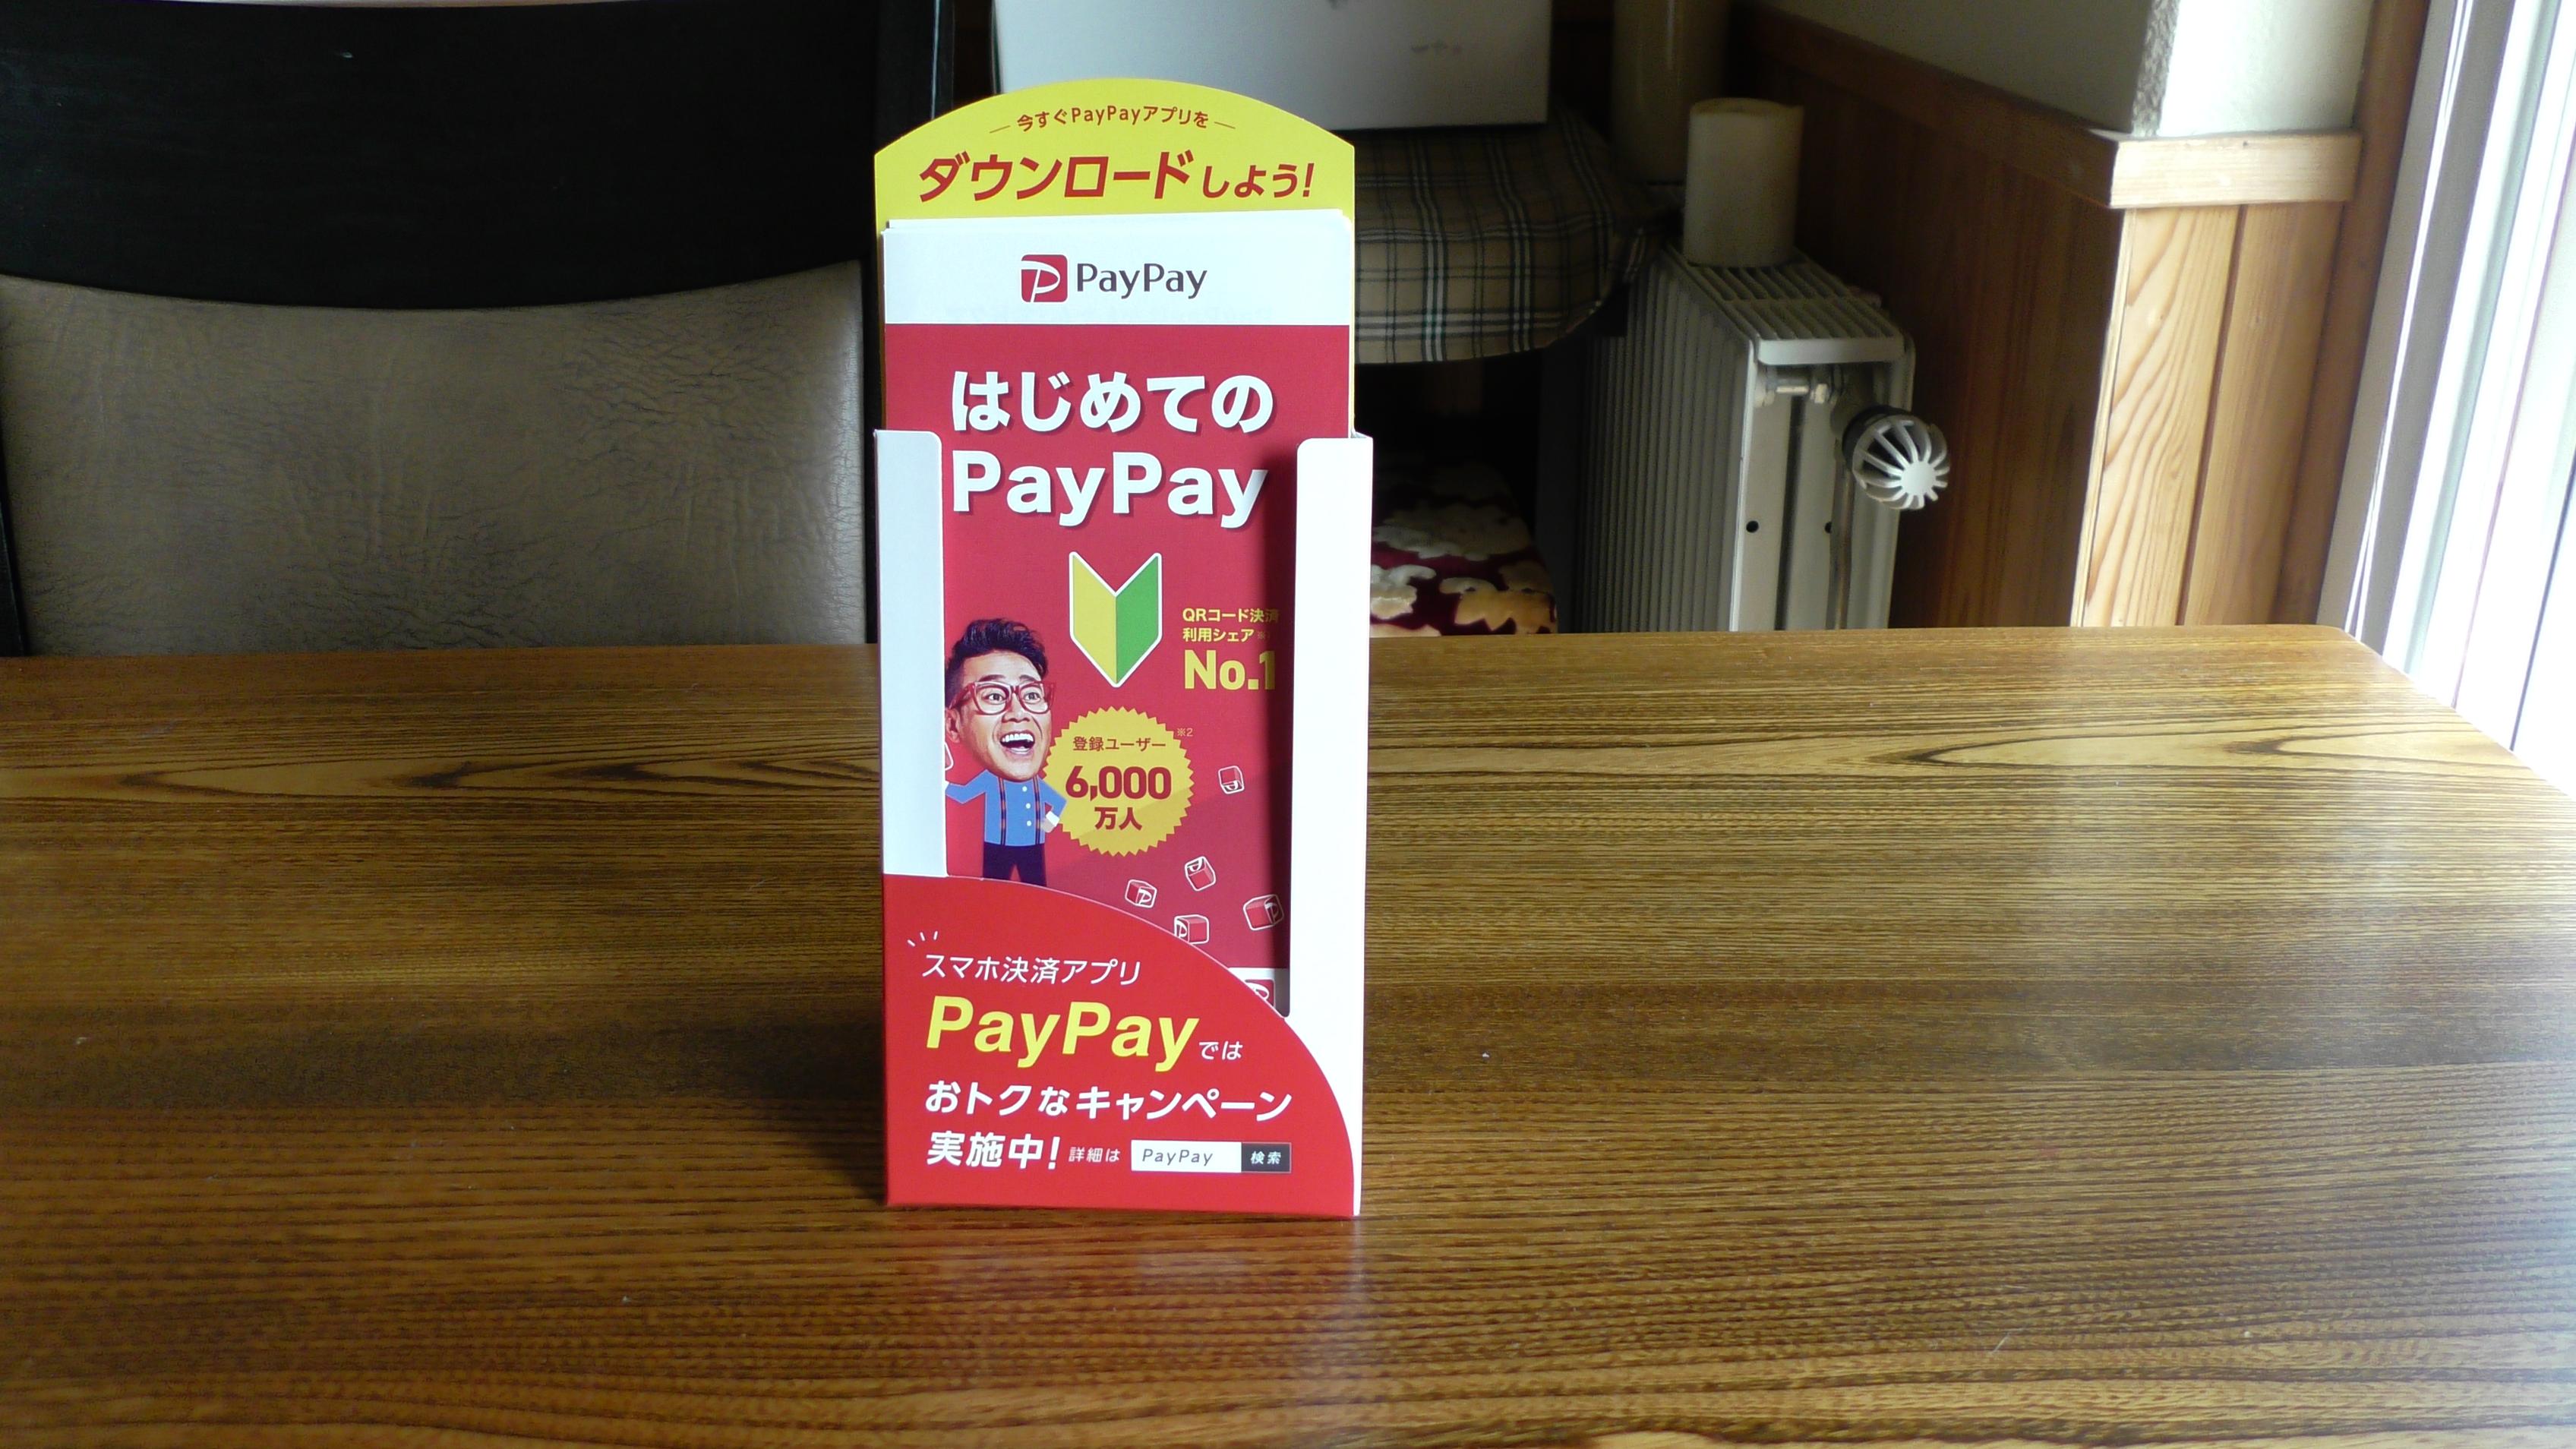 今すぐPayPayアプリを
ダウンロードしよう!
PayPay
はじめての
PayPay
QRコード決済
利用シェア
No.1
登録ユーザー※2
6,000
万人
スマホ決済アプリ
PayPayでは
おトクなキャンペーン
実施中! 詳細は PayPay 検索